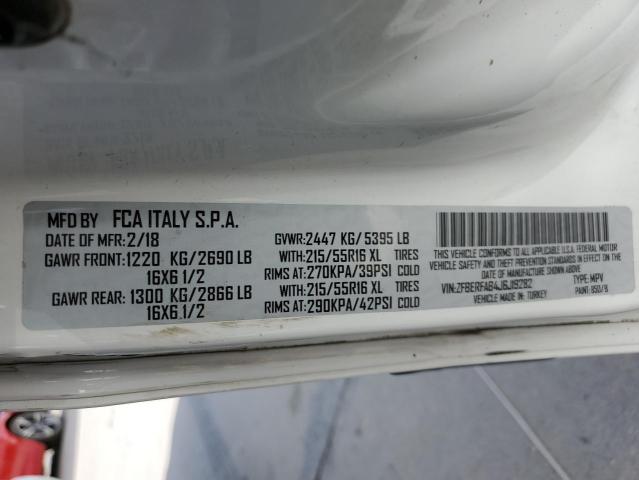 MFD BY FCA ITALY S.P.A.
DATE OF MFR: 2/18
GVWR: 2447 KG/ 5395 LB
GAWR FRONT: 1220 KG/2690 LB
16X6 1/2
WITH: 215/55R16 XL TIRES
RIMS AT: 270KPA/39PSI COLD
GAWR REAR: 1300 KG/2866 LB
16X6.1/2
WITH: 215/55R16 XL TIRES
RIMS AT: 290KPA/42PSI COLD
THIS VEHICLE CONFORMS TO ALL APPLICABLE U.S.A. FEDERAL MOTOR
VEHICLE SAFETY, BUMPER, AND THEFT PREVENTION
STANDARDS IN EFFECT ON THE DATE OF MANUFACTURE
SHOWN ABOVE.
TYPE: MPV
VEHICLE MADE IN: TURKEY